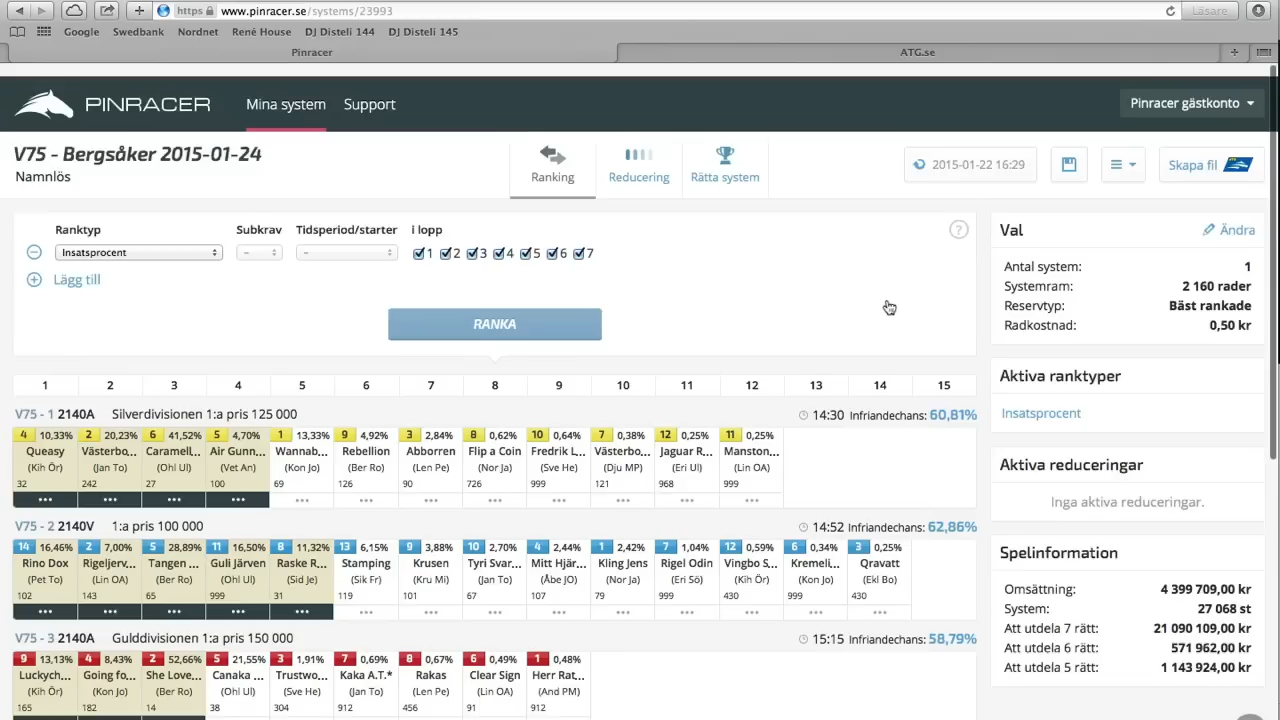 https www.pinracer.se/systems/23993 Läsare
Google Swedbank Nordnet René House DJ Disteli 144 DJ Disteli 145
Pinracer ATG.se
PINRACER Mina system Support Pinracer gästkonto
V75 - Bergsåker 2015-01-24
Namnlös
Ranking Reducering Rätta system
2015-01-22 16:29 Skapa fil
Ranktyp Subkrav Tidsperiod/starter i lopp
Insatsprocent – – 1 2 3 4 5 6 7
Lägg till
RANKA
Val Ändra
Antal system: 1
Systemram: 2 160 rader
Reservtyp: Bäst rankade
Radkostnad: 0,50 kr
Aktiva ranktyper
Insatsprocent
Aktiva reduceringar
Inga aktiva reduceringar.
Spelinformation
Omsättning: 4 399 709,00 kr
System: 27 068 st
Att utdela 7 rätt: 21 090 109,00 kr
Att utdela 6 rätt: 571 962,00 kr
Att utdela 5 rätt: 1 143 924,00 kr
1 2 3 4 5 6 7 8 9 10 11 12 13 14 15
V75 - 1 2140A Silverdivisionen 1:a pris 125 000 14:30 Infriandechans: 60,81%
4 10,33% 2 20,23% 6 41,52% 5 4,70% 1 13,33% 9 4,92% 3 2,84% 8 0,62% 10 0,64% 7 0,38% 12 0,25% 11 0,25%
Queasy Västerbo... Caramell... Air Gunn... Wannab... Rebellion Abborren Flip a Coin Fredrik L... Västerbo... Jaguar R... Manston...
(Kih Ör) (Jan To) (Ohl Ul) (Vet An) (Kon Jo) (Ber Ro) (Len Pe) (Nor Ja) (Sve He) (Dju MP) (Eri Ul) (Lin OA)
32 242 27 100 69 126 90 726 999 121 968 999
V75 - 2 2140V 1:a pris 100 000 14:52 Infriandechans: 62,86%
14 16,46% 2 7,00% 5 28,89% 11 16,50% 8 11,32% 13 6,15% 9 3,88% 10 2,70% 4 2,44% 1 2,42% 7 1,04% 12 0,59% 6 0,34% 3 0,25%
Rino Dox Rigeljerv... Tangen ... Guli Järven Raske R... Stamping Krusen Tyri Svar... Mitt Hjär... Kling Jens Rigel Odin Vingbo S... Kremeli... Qravatt
(Pet To) (Lin OA) (Ber Ro) (Ohl Ul) (Sid Je) (Sik Fr) (Kru Mi) (Jan To) (Åbe JO) (Nor Ja) (Eri Sö) (Kih Ör) (Kon Jo) (Ekl Bo)
102 143 65 999 31 119 101 67 107 79 999 430 999 430
V75 - 3 2140A Gulddivisionen 1:a pris 150 000 15:15 Infriandechans: 58,79%
9 13,13% 4 8,43% 2 52,66% 5 21,55% 3 1,91% 7 0,69% 8 0,67% 6 0,49% 1 0,48%
Luckych... Going fo... She Love... Canaka ... Trustwo... Kaka A.T.* Rakas Clear Sign Herr Rat...
(Kih Ör) (Kon Jo) (Ber Ro) (Ohl Ul) (Sve He) (Jan To) (Len Pe) (Lin OA) (And PM)
165 182 14 38 304 912 456 91 912